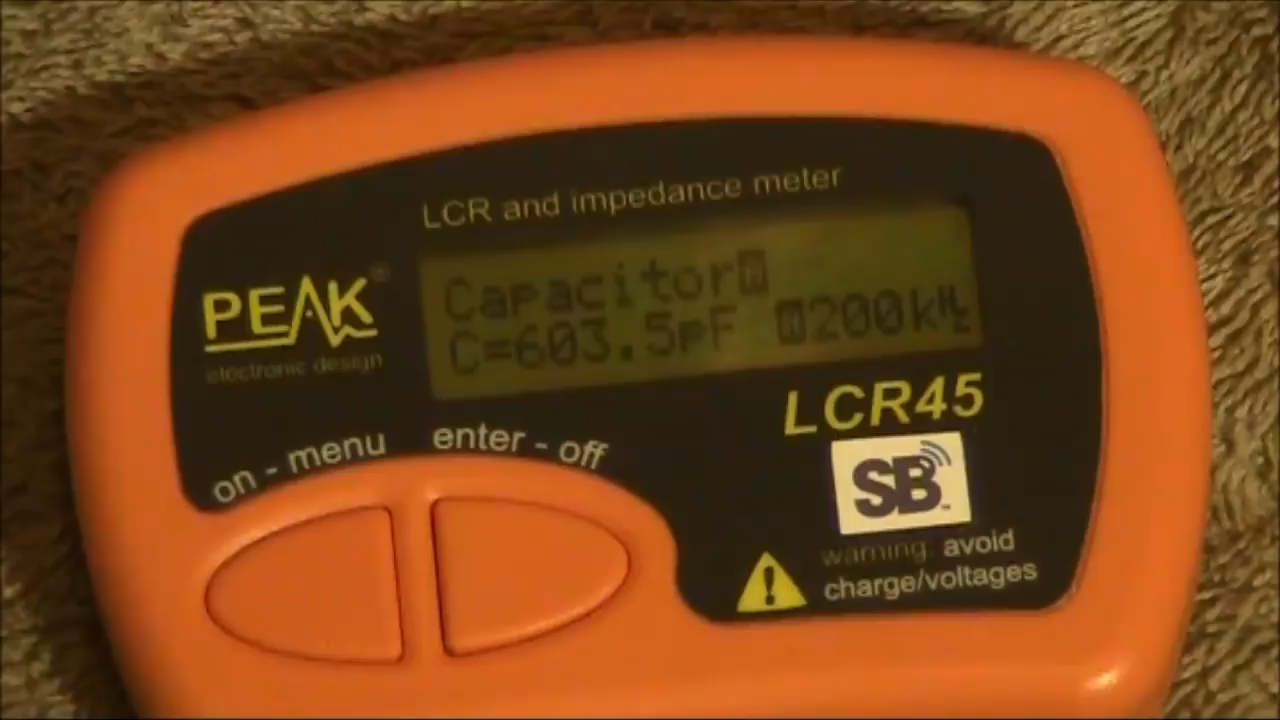 LCR and impedance meter
PEAK®
electronic design
Capacitor
C=603.5pF 200kHz
LCR45
on - menu
enter - off
SB™
warning: avoid
charge/voltages